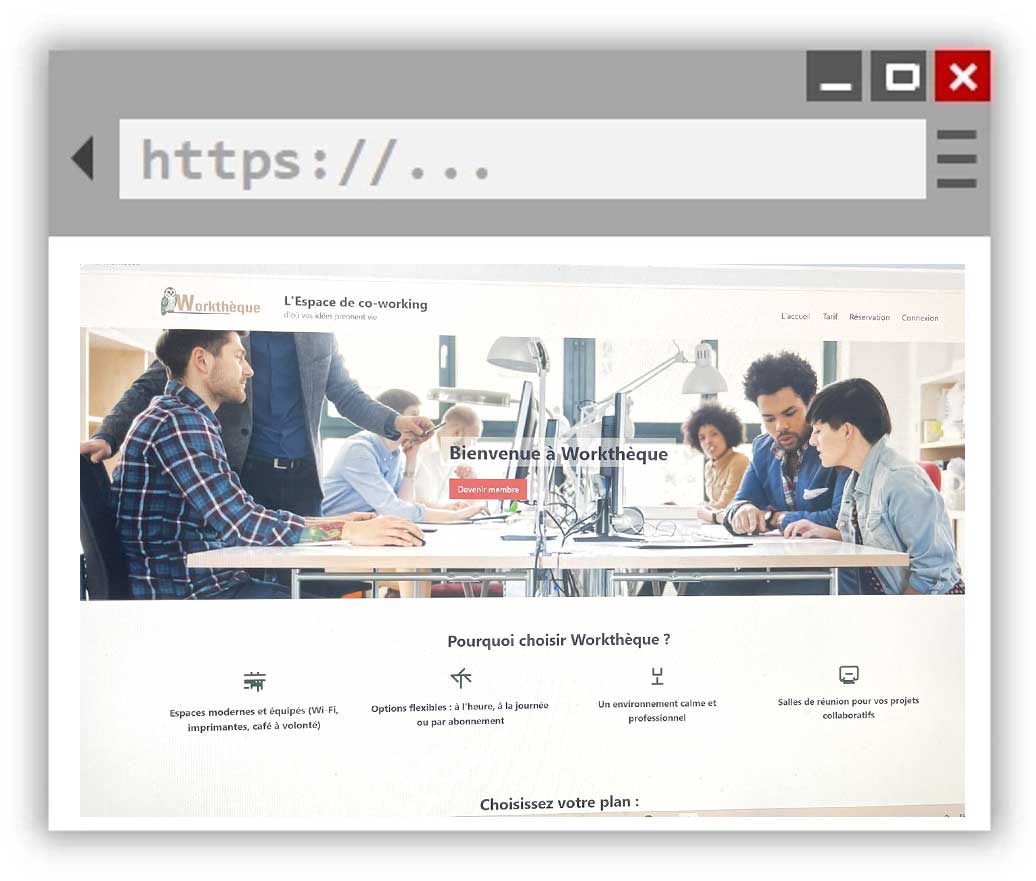 https://...
Workthèque
L'Espace de co-working
d'où vos idées prennent vie
L'accueil Tarif Réservation Connexion
Bienvenue à Workthèque
Devenir membre
Pourquoi choisir Workthèque ?
Espaces modernes et équipés (Wi-Fi,
imprimantes, café à volonté)
Options flexibles : à l'heure, à la journée
ou par abonnement
Un environnement calme et
professionnel
Salles de réunion pour vos projets
collaboratifs
Choisissez votre plan :